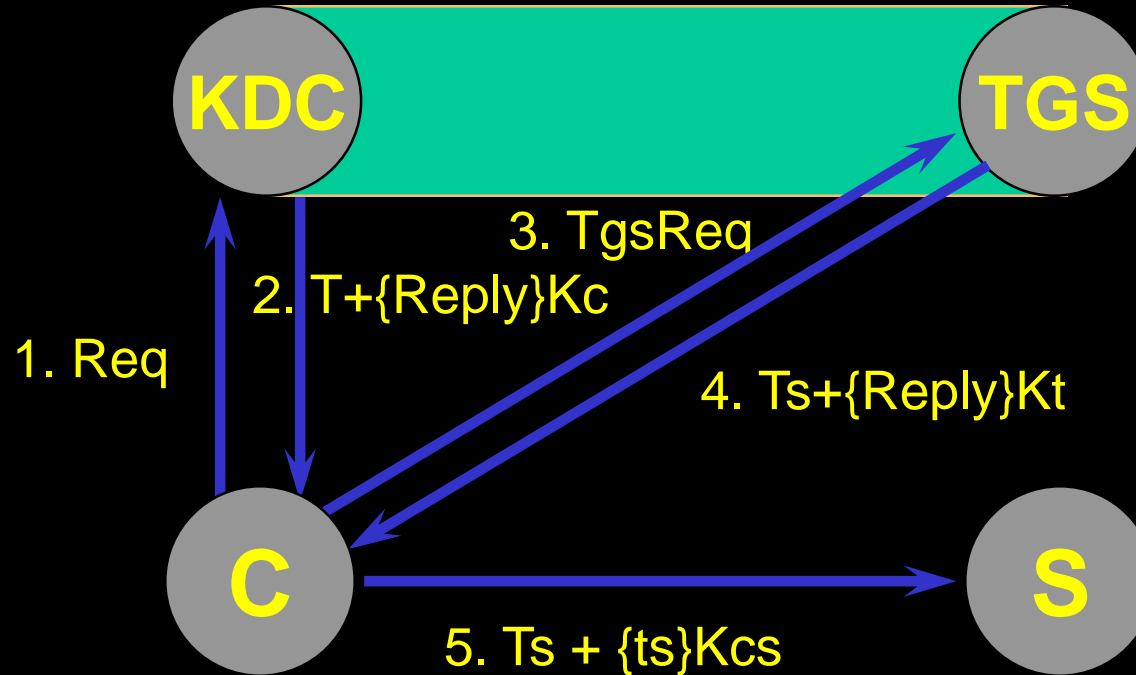 KDC
TGS
3. TgsReq
2. T+{Reply}Kc
1. Req
4. Ts+{Reply}Kt
C
S
5. Ts + {ts}Kcs